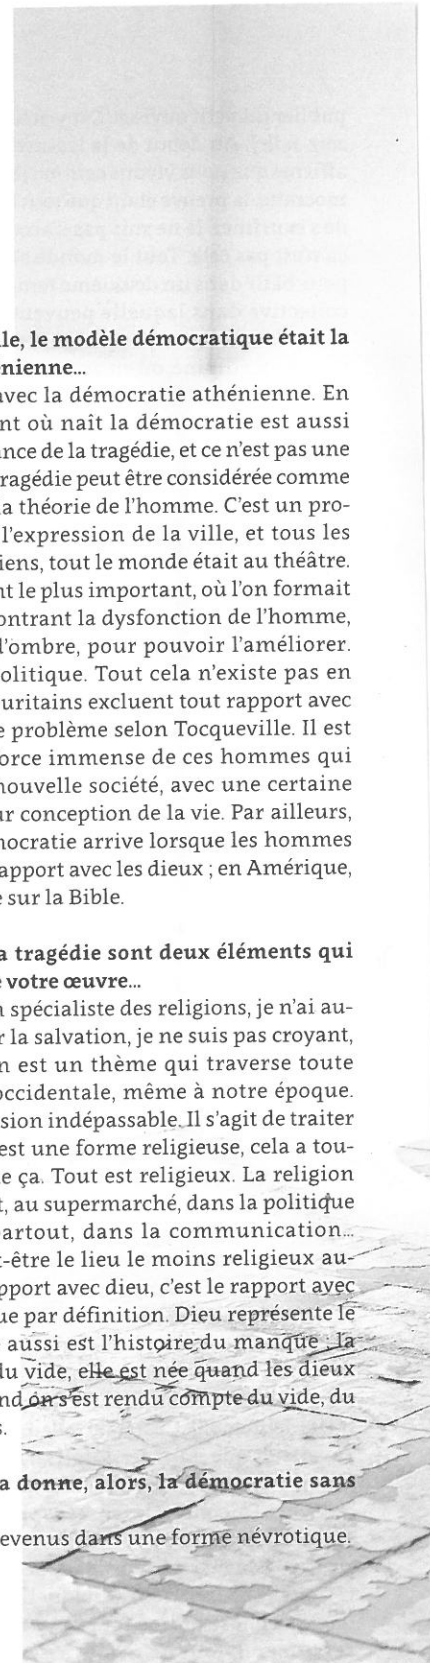 lle, le modèle démocratique était la
énienne…
avec la démocratie athénienne. En
nt où naît la démocratie est aussi
ance de la tragédie, et ce n'est pas une
ragédie peut être considérée comme
la théorie de l'homme. C'est un pro-
l'expression de la ville, et tous les
iens, tout le monde était au théâtre.
nt le plus important, où l'on formait
ontrant la dysfonction de l'homme,
l'ombre, pour pouvoir l'améliorer.
olitique. Tout cela n'existe pas en
uritains excluent tout rapport avec
e problème selon Tocqueville. Il est
orce immense de ces hommes qui
nouvelle société, avec une certaine
ur conception de la vie. Par ailleurs,
mocratie arrive lorsque les hommes
rapport avec les dieux ; en Amérique,
e sur la Bible.
a tragédie sont deux éléments qui
e votre œuvre…
n spécialiste des religions, je n'ai au-
r la salvation, je ne suis pas croyant,
n est un thème qui traverse toute
occidentale, même à notre époque.
sion indépassable. Il s'agit de traiter
est une forme religieuse, cela a tou-
e ça. Tout est religieux. La religion
t, au supermarché, dans la politique
artout, dans la communication…
t-être le lieu le moins religieux au-
pport avec dieu, c'est le rapport avec
ue par définition. Dieu représente le
e aussi est l'histoire du manque : la
du vide, elle est née quand les dieux
nd on s'est rendu compte du vide, du
s.
a donne, alors, la démocratie sans
evenus dans une forme névrotique.